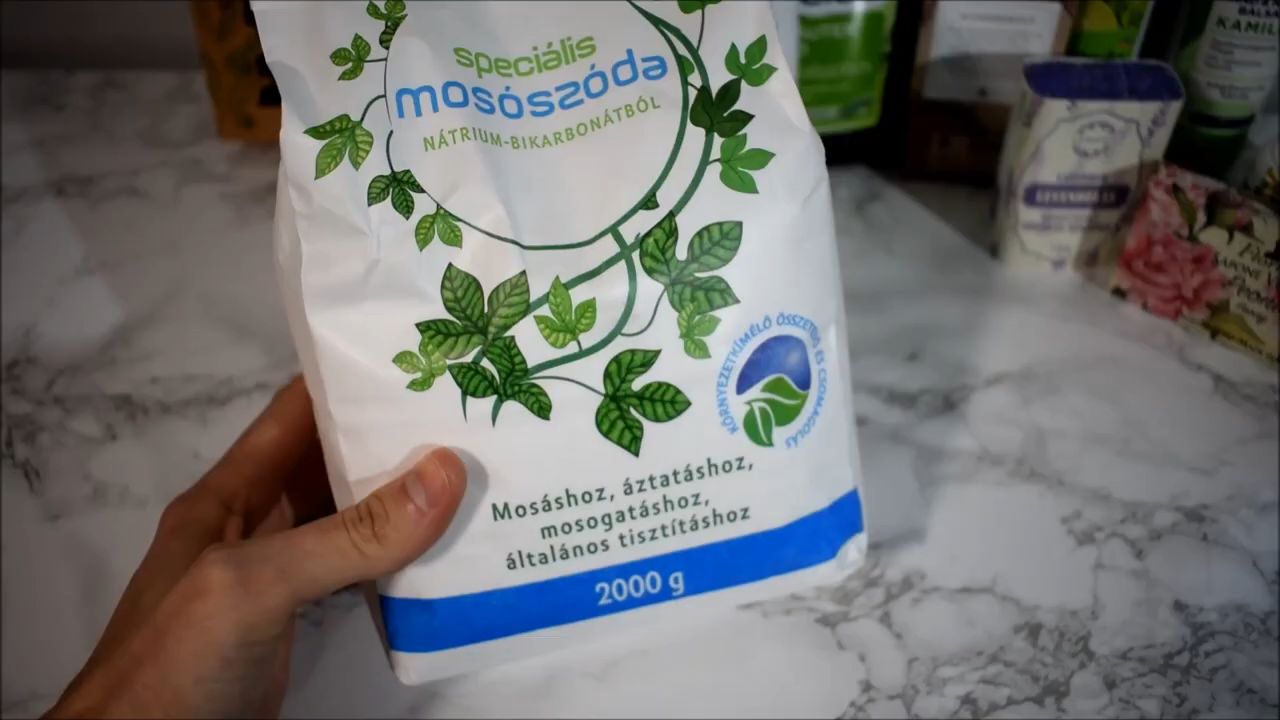 speciális
mosószóda
NÁTRIUM-BIKARBONÁTBÓL
KÖRNYEZETKÍMÉLŐ ÖSSZETÉTEL ÉS CSOMAGOLÁS
Mosáshoz, áztatáshoz,
mosogatáshoz,
általános tisztításhoz
2000 g